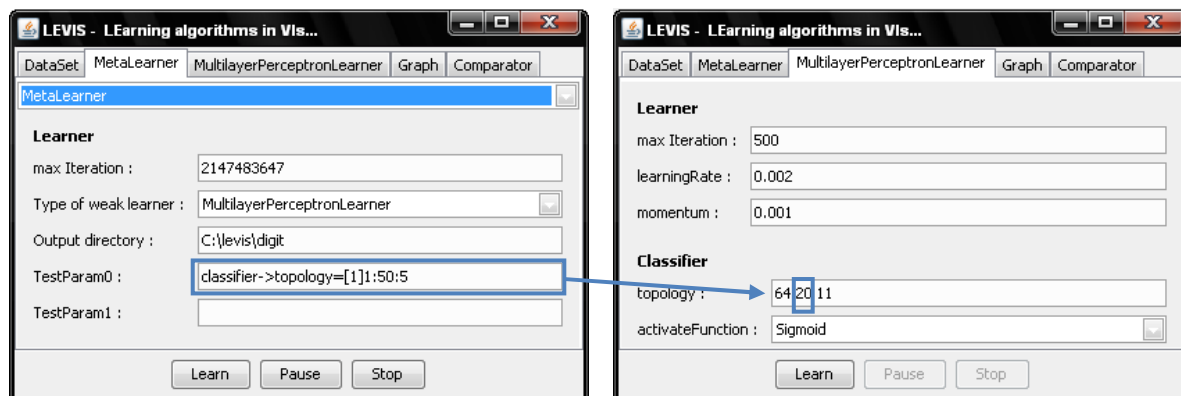 LEVIS - LEarning algorithms in VIs...
DataSet MetaLearner MultilayerPerceptronLearner Graph Comparator
MetaLearner
Learner
max Iteration : 2147483647
Type of weak learner : MultilayerPerceptronLearner
Output directory : C:\levis\digit
TestParam0 : classifier->topology=[1]1:50:5
TestParam1 :
Learn Pause Stop
LEVIS - LEarning algorithms in VIs...
DataSet MetaLearner MultilayerPerceptronLearner Graph Comparator
Learner
max Iteration : 500
learningRate : 0.002
momentum : 0.001
Classifier
topology : 64 20 11
activateFunction : Sigmoid
Learn Pause Stop